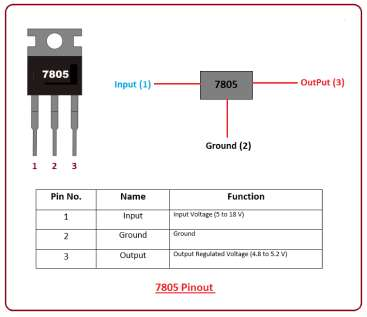 7805
1 2 3
Input (1)
7805
OutPut (3)
Ground (2)
Pin No. Name Function
1 Input Input Voltage (5 to 18 V)
2 Ground Ground
3 Output Output Regulated Voltage (4.8 to 5.2 V)
7805 Pinout